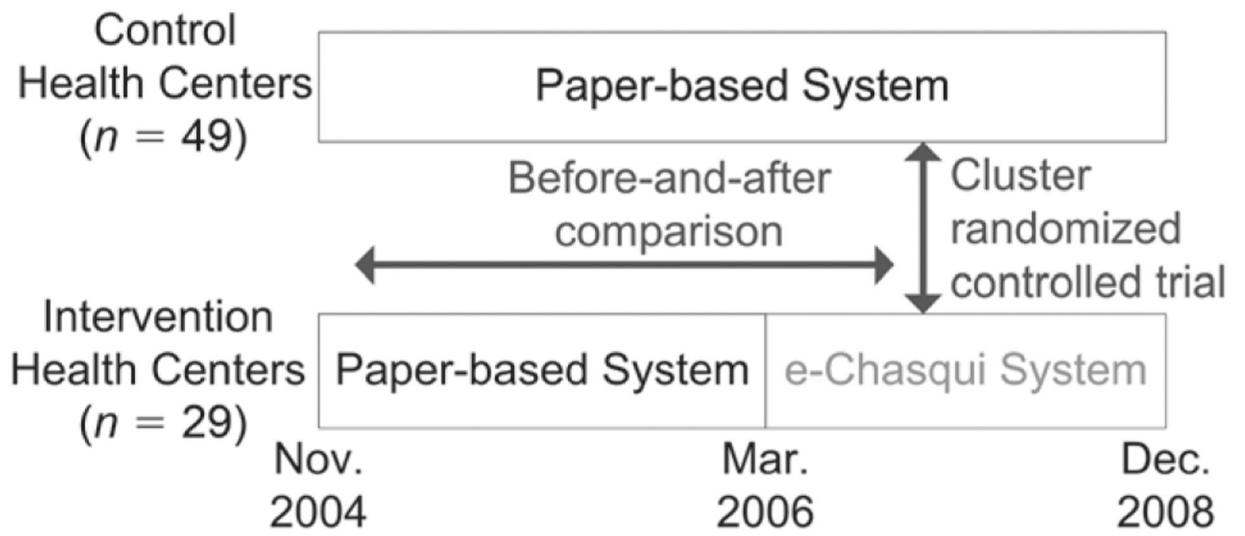 Control
Health Centers
(n = 49)
Paper-based System
Before-and-after
comparison
Cluster
randomized
controlled trial
Intervention
Health Centers
(n = 29)
Paper-based System
e-Chasqui System
Nov.
2004
Mar.
2006
Dec.
2008